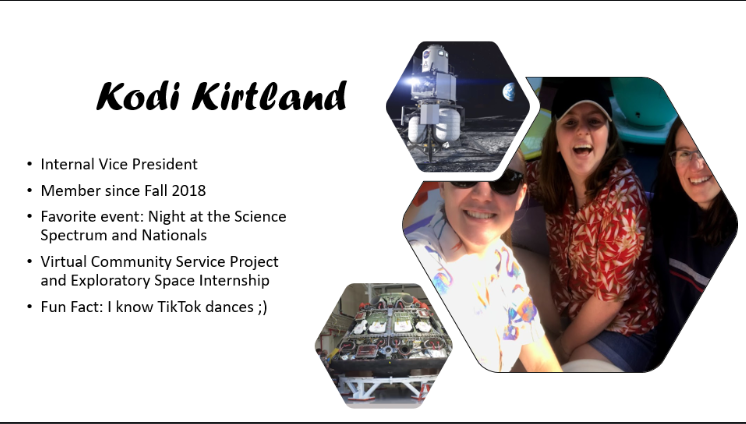 Kodi Kirtland
• Internal Vice President
• Member since Fall 2018
• Favorite event: Night at the Science
Spectrum and Nationals
• Virtual Community Service Project
and Exploratory Space Internship
• Fun Fact: I know TikTok dances ;)